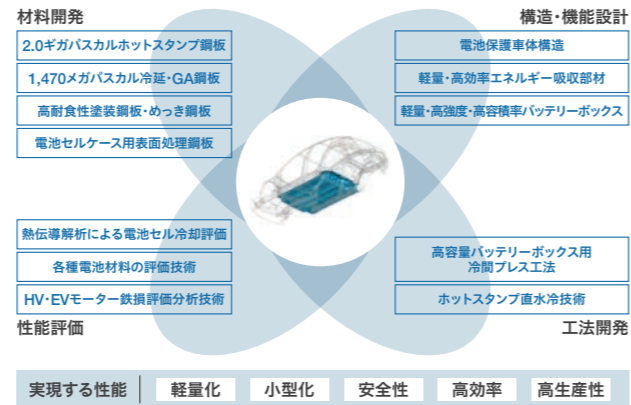 材料開発
2.0ギガパスカルホットスタンプ鋼板
1,470メガパスカル冷延・GA鋼板
高耐食性塗装鋼板・めっき鋼板
電池セルケース用表面処理鋼板
構造・機能設計
電池保護車体構造
軽量・高効率エネルギー吸収部材
軽量・高強度・高容積率バッテリーボックス
熱伝導解析による電池セル冷却評価
各種電池材料の評価技術
HV・EVモーター鉄損評価分析技術
性能評価
高容量バッテリーボックス用
冷間プレス工法
ホットスタンプ直水冷技術
工法開発
実現する性能
軽量化
小型化
安全性
高効率
高生産性